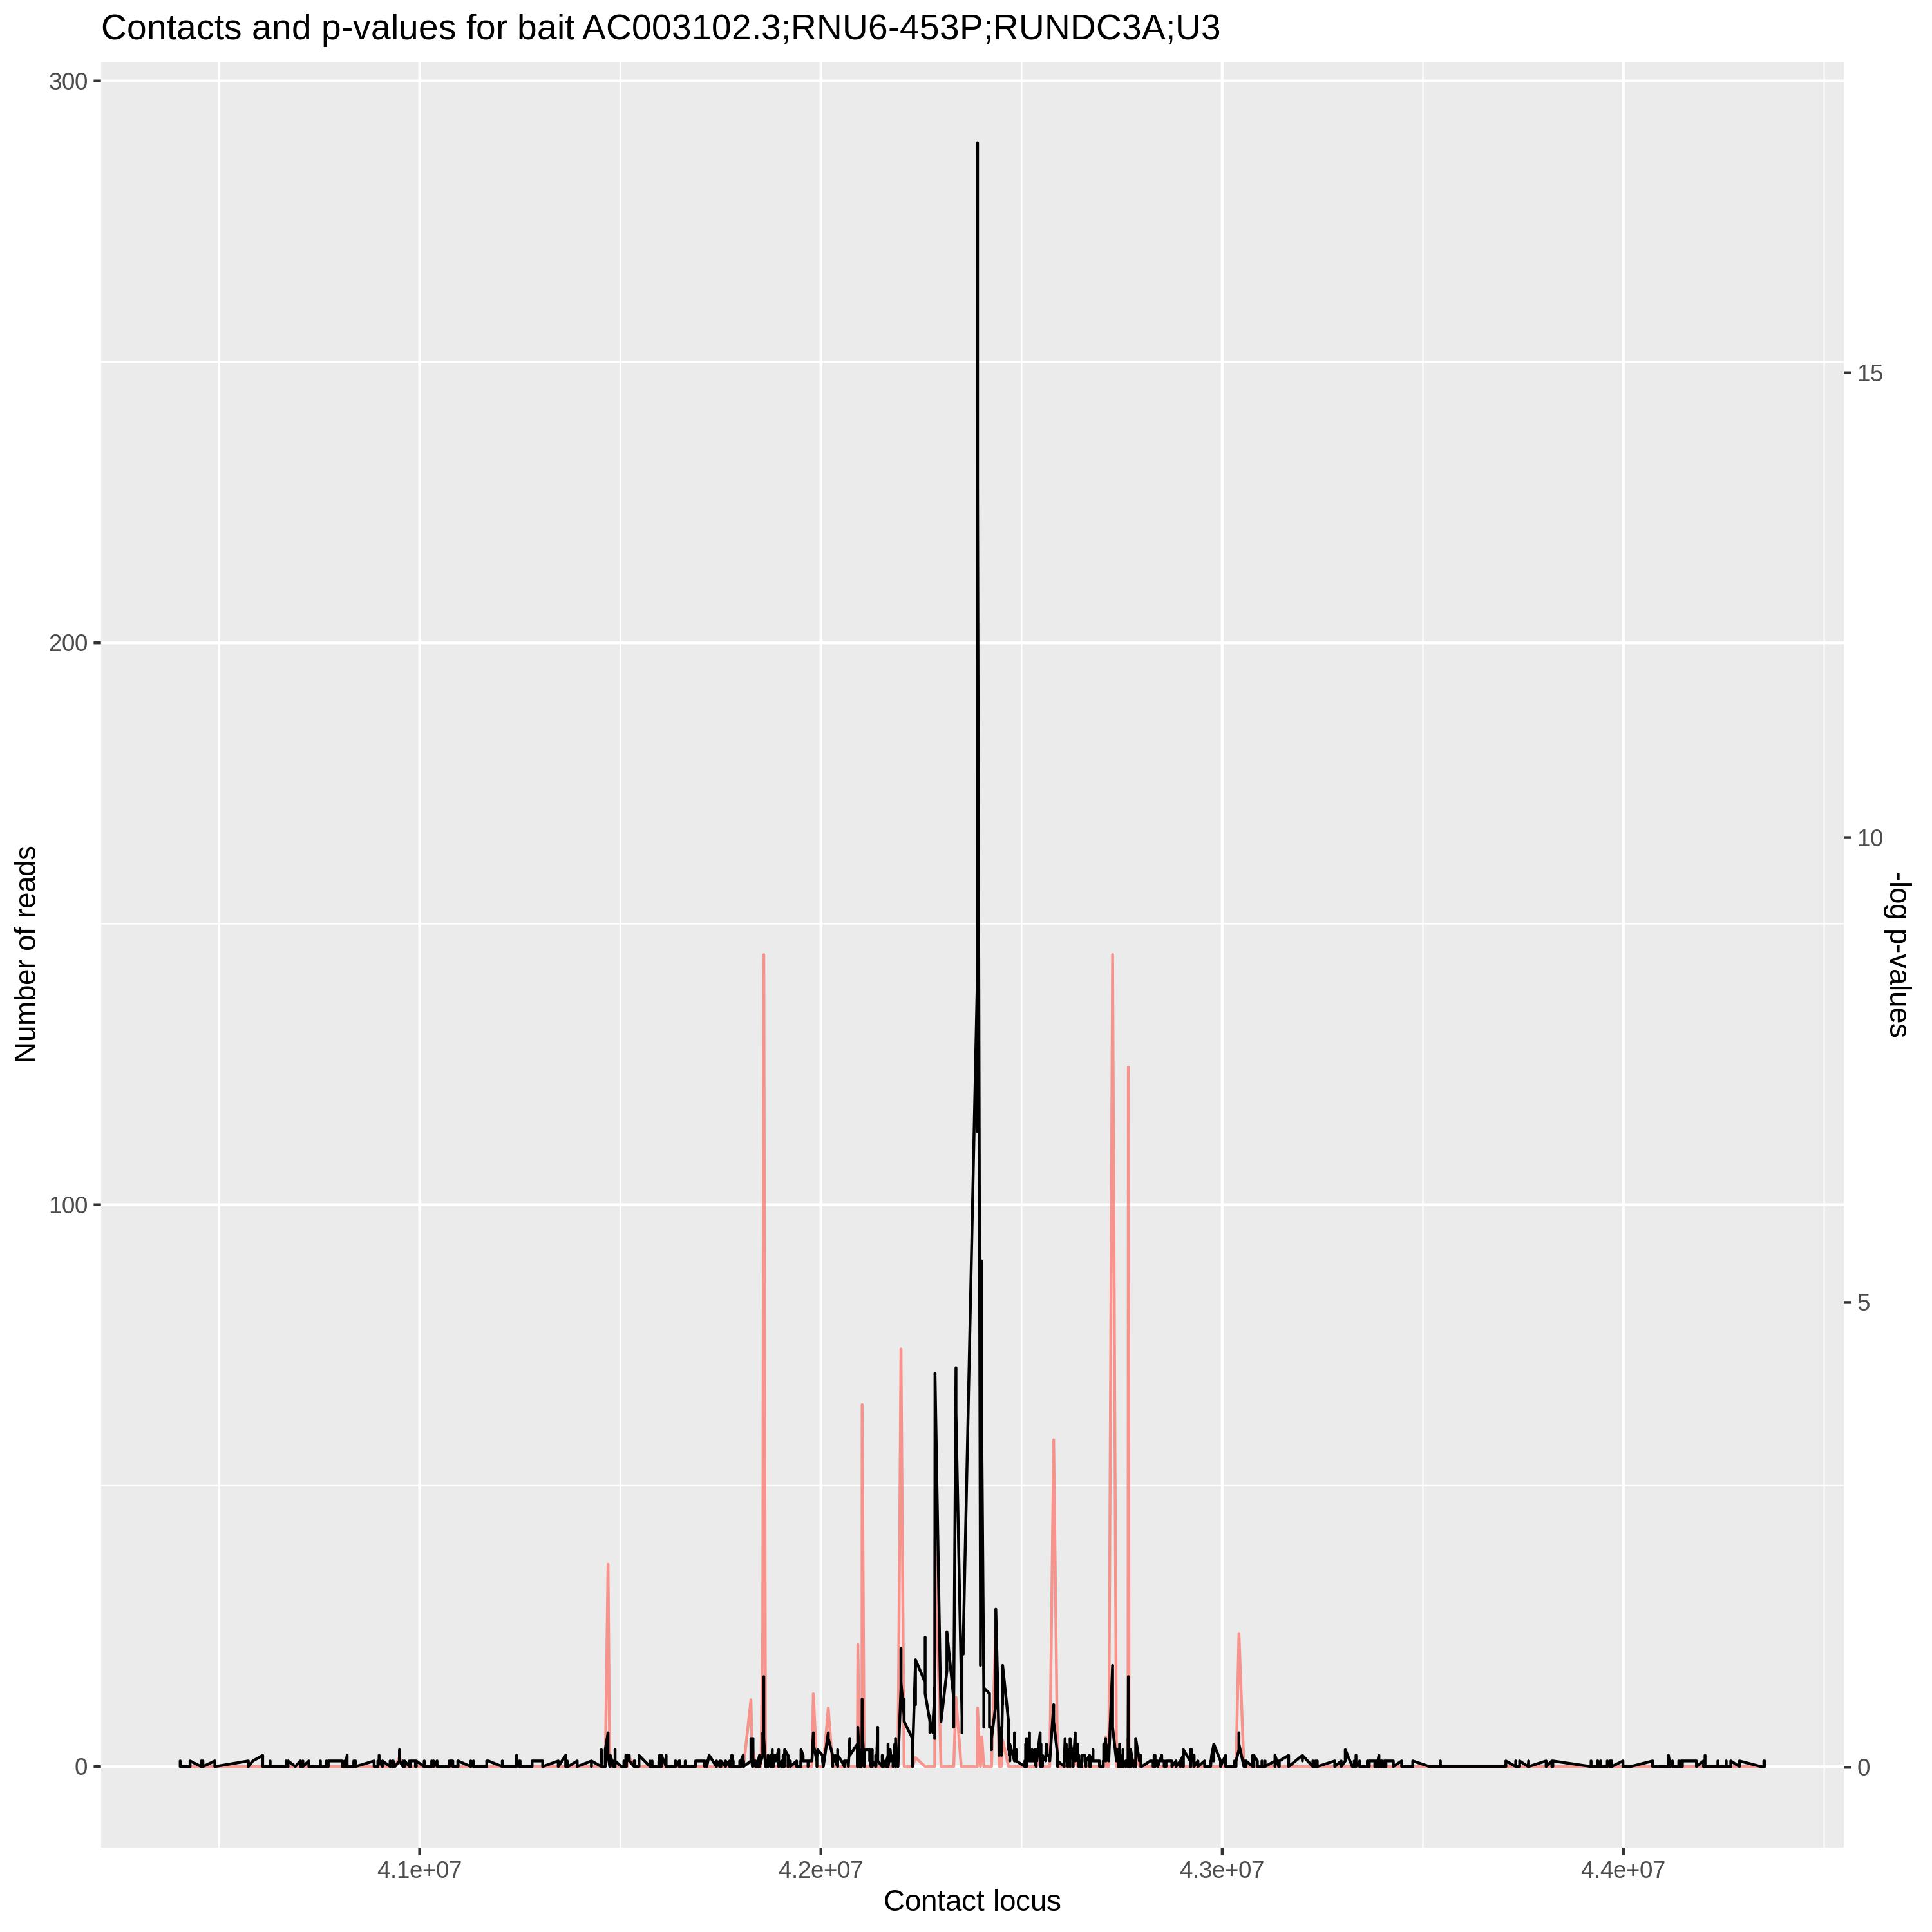 Contacts and p-values for bait AC003102.3;RNU6-453P;RUNDC3A;U3
300
200
100
0
Number of reads
15
10
5
0
-log p-values
4.1e+07
4.2e+07
4.3e+07
4.4e+07
Contact locus